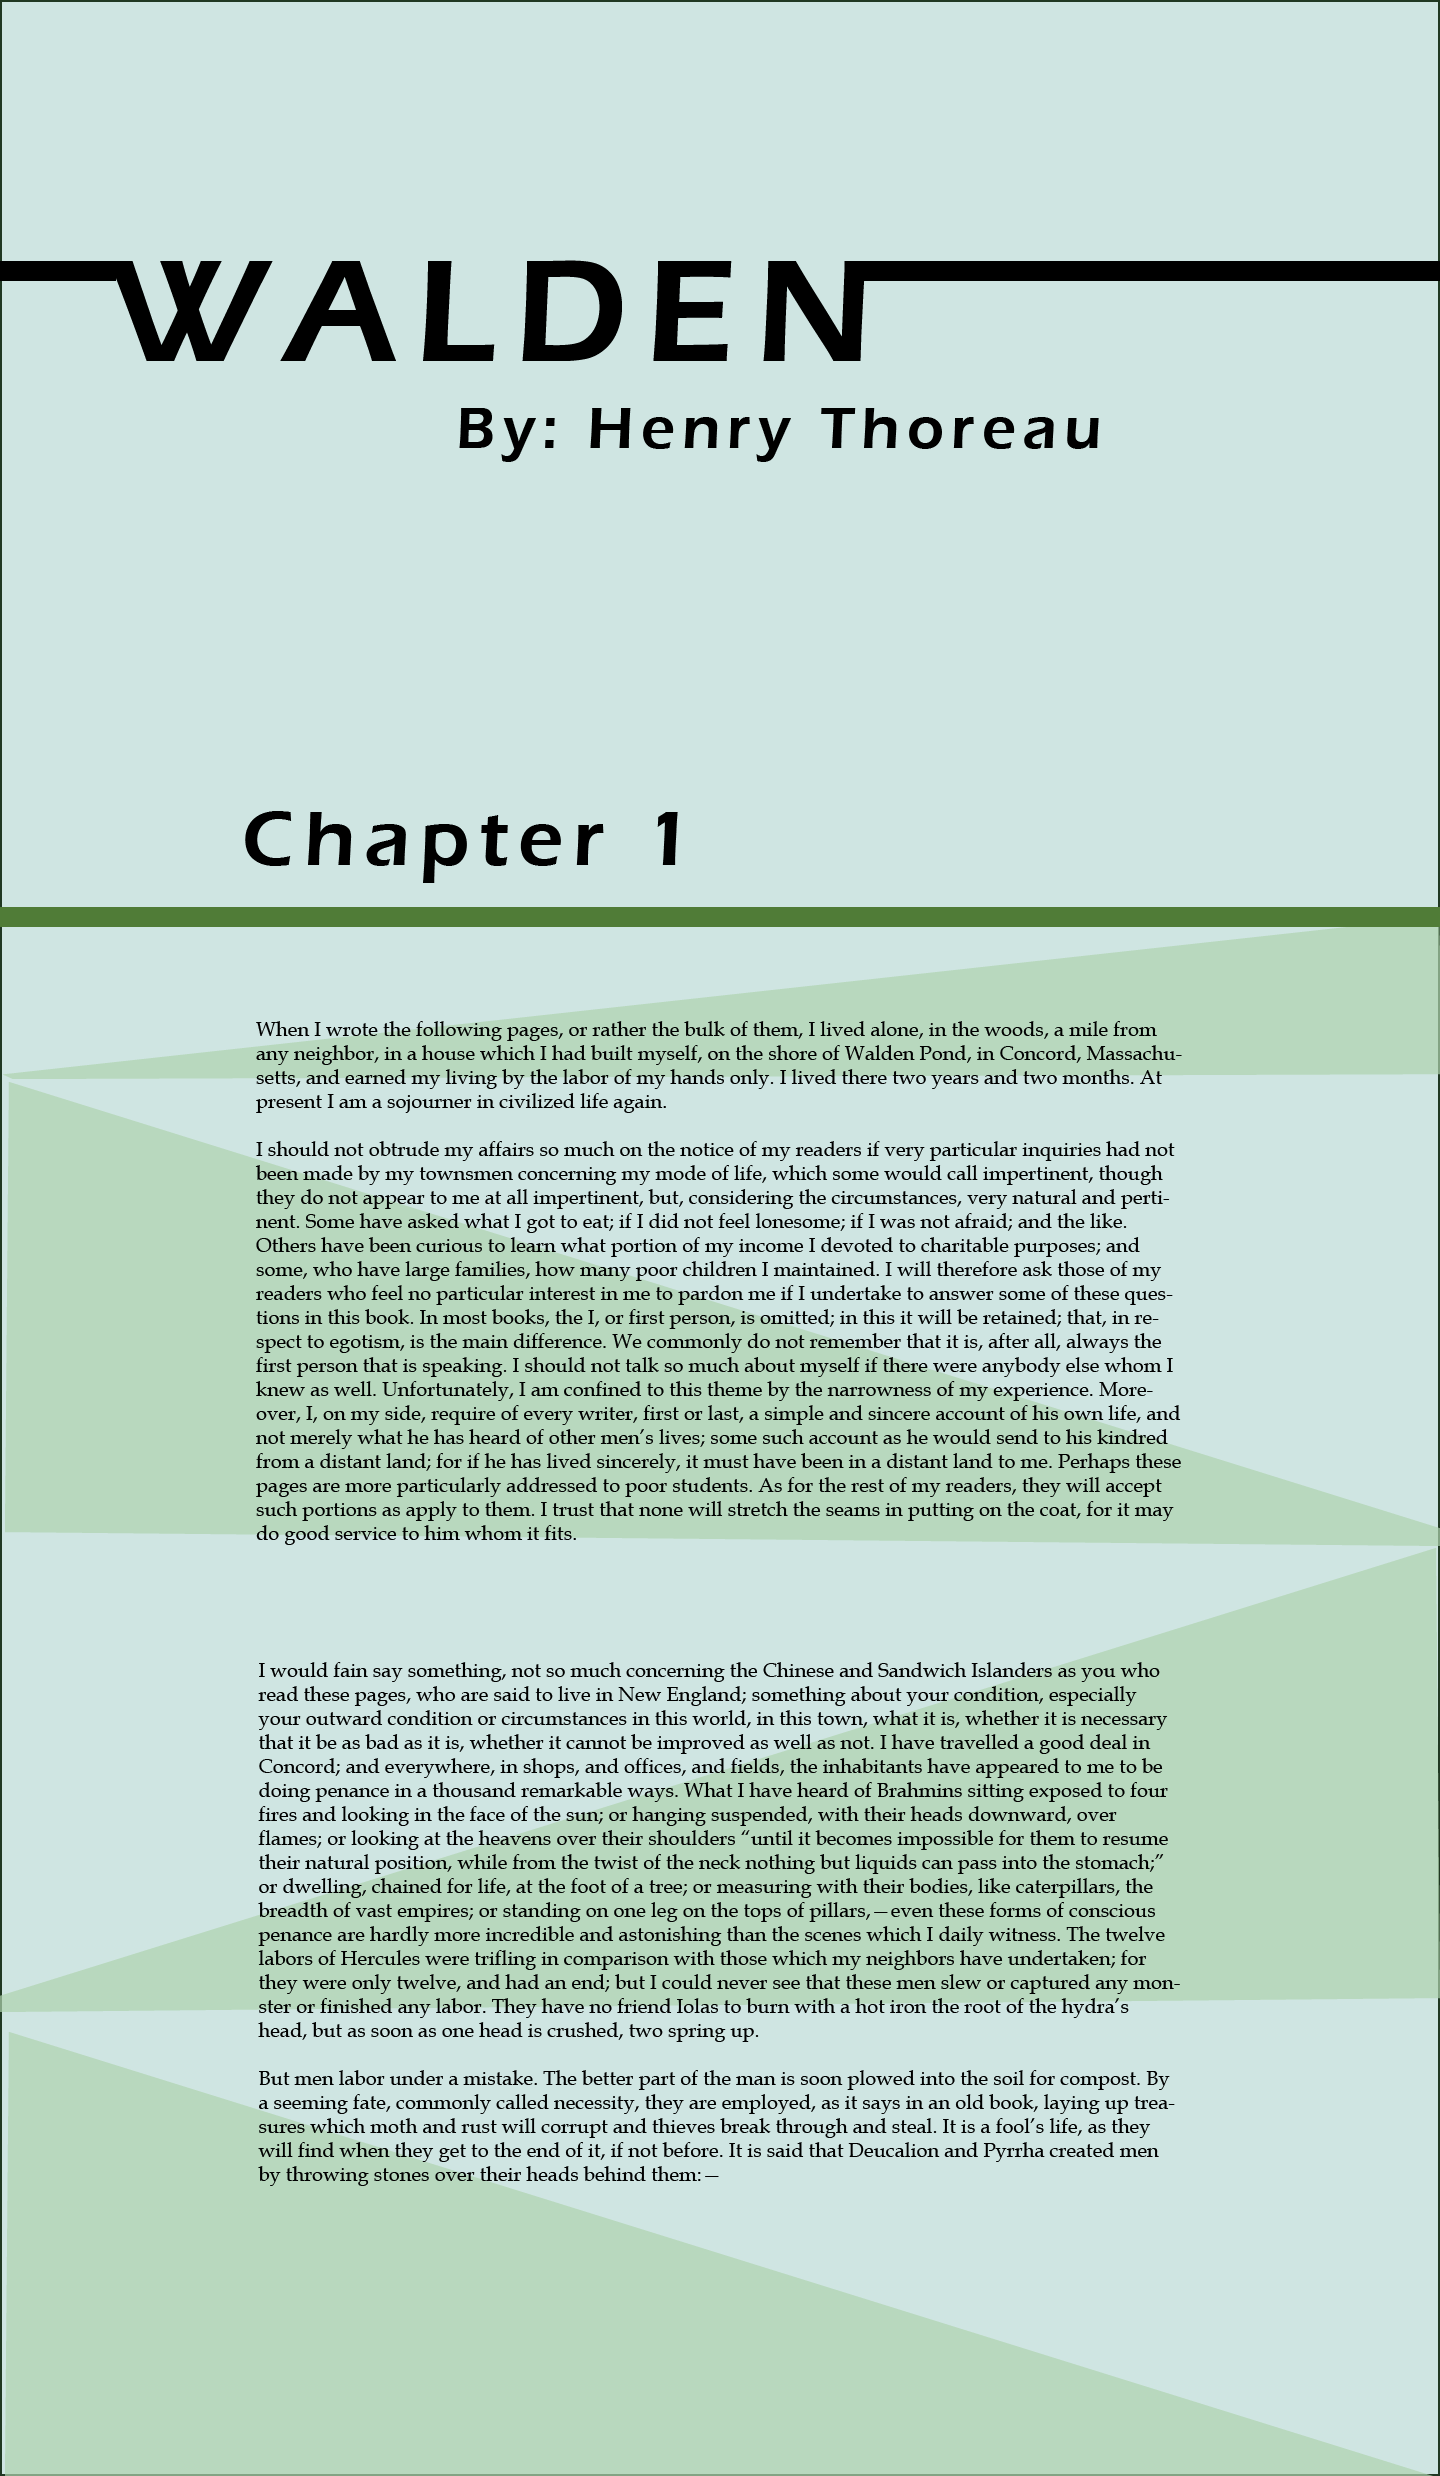 WALDEN
By: Henry Thoreau
Chapter 1
When I wrote the following pages, or rather the bulk of them, I lived alone, in the woods, a mile from
any neighbor, in a house which I had built myself, on the shore of Walden Pond, in Concord, Massachu-
setts, and earned my living by the labor of my hands only. I lived there two years and two months. At
present I am a sojourner in civilized life again.
I should not obtrude my affairs so much on the notice of my readers if very particular inquiries had not
been made by my townsmen concerning my mode of life, which some would call impertinent, though
they do not appear to me at all impertinent, but, considering the circumstances, very natural and perti-
nent. Some have asked what I got to eat; if I did not feel lonesome; if I was not afraid; and the like.
Others have been curious to learn what portion of my income I devoted to charitable purposes; and
some, who have large families, how many poor children I maintained. I will therefore ask those of my
readers who feel no particular interest in me to pardon me if I undertake to answer some of these ques-
tions in this book. In most books, the I, or first person, is omitted; in this it will be retained; that, in re-
spect to egotism, is the main difference. We commonly do not remember that it is, after all, always the
first person that is speaking. I should not talk so much about myself if there were anybody else whom I
knew as well. Unfortunately, I am confined to this theme by the narrowness of my experience. More-
over, I, on my side, require of every writer, first or last, a simple and sincere account of his own life, and
not merely what he has heard of other men’s lives; some such account as he would send to his kindred
from a distant land; for if he has lived sincerely, it must have been in a distant land to me. Perhaps these
pages are more particularly addressed to poor students. As for the rest of my readers, they will accept
such portions as apply to them. I trust that none will stretch the seams in putting on the coat, for it may
do good service to him whom it fits.
I would fain say something, not so much concerning the Chinese and Sandwich Islanders as you who
read these pages, who are said to live in New England; something about your condition, especially
your outward condition or circumstances in this world, in this town, what it is, whether it is necessary
that it be as bad as it is, whether it cannot be improved as well as not. I have travelled a good deal in
Concord; and everywhere, in shops, and offices, and fields, the inhabitants have appeared to me to be
doing penance in a thousand remarkable ways. What I have heard of Brahmins sitting exposed to four
fires and looking in the face of the sun; or hanging suspended, with their heads downward, over
flames; or looking at the heavens over their shoulders “until it becomes impossible for them to resume
their natural position, while from the twist of the neck nothing but liquids can pass into the stomach;”
or dwelling, chained for life, at the foot of a tree; or measuring with their bodies, like caterpillars, the
breadth of vast empires; or standing on one leg on the tops of pillars,—even these forms of conscious
penance are hardly more incredible and astonishing than the scenes which I daily witness. The twelve
labors of Hercules were trifling in comparison with those which my neighbors have undertaken; for
they were only twelve, and had an end; but I could never see that these men slew or captured any mon-
ster or finished any labor. They have no friend Iolas to burn with a hot iron the root of the hydra’s
head, but as soon as one head is crushed, two spring up.
But men labor under a mistake. The better part of the man is soon plowed into the soil for compost. By
a seeming fate, commonly called necessity, they are employed, as it says in an old book, laying up trea-
sures which moth and rust will corrupt and thieves break through and steal. It is a fool’s life, as they
will find when they get to the end of it, if not before. It is said that Deucalion and Pyrrha created men
by throwing stones over their heads behind them:—